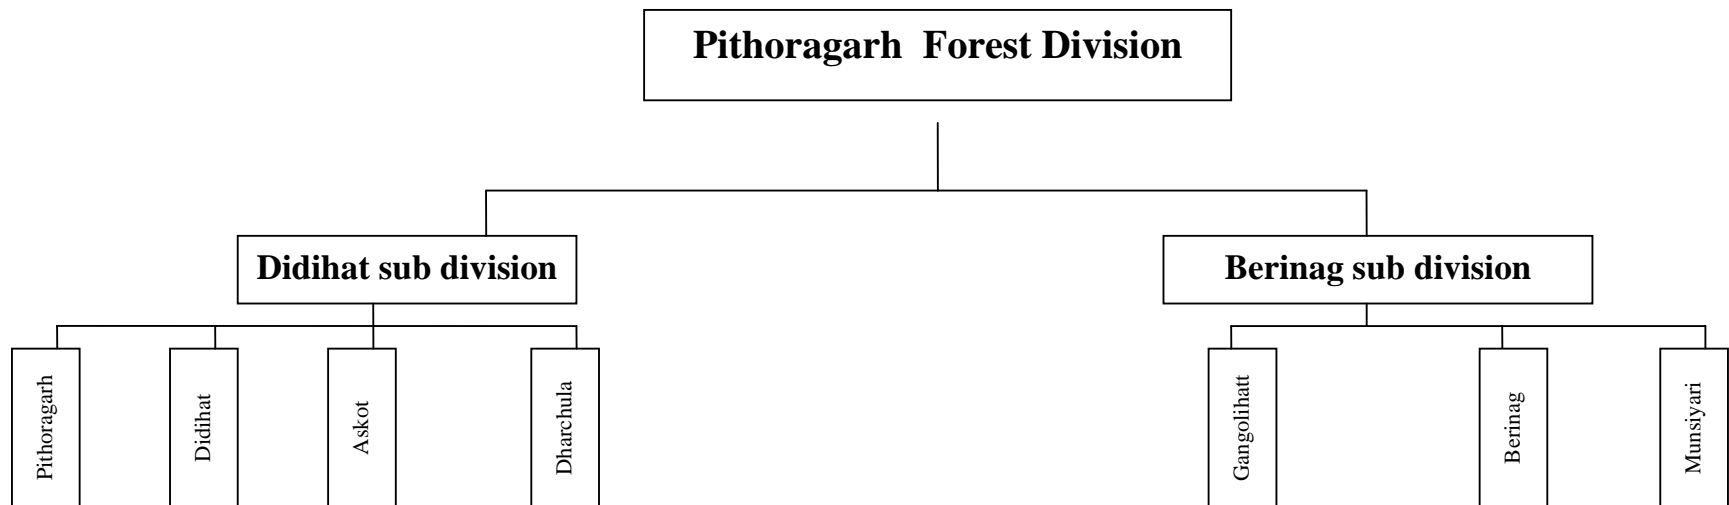 Pithoragarh  Forest Division
Didihat sub division
Berinag sub division
Pithoragarh
Didihat
Askot
Dharchula
Gangolihatt
Berinag
Munsiyari